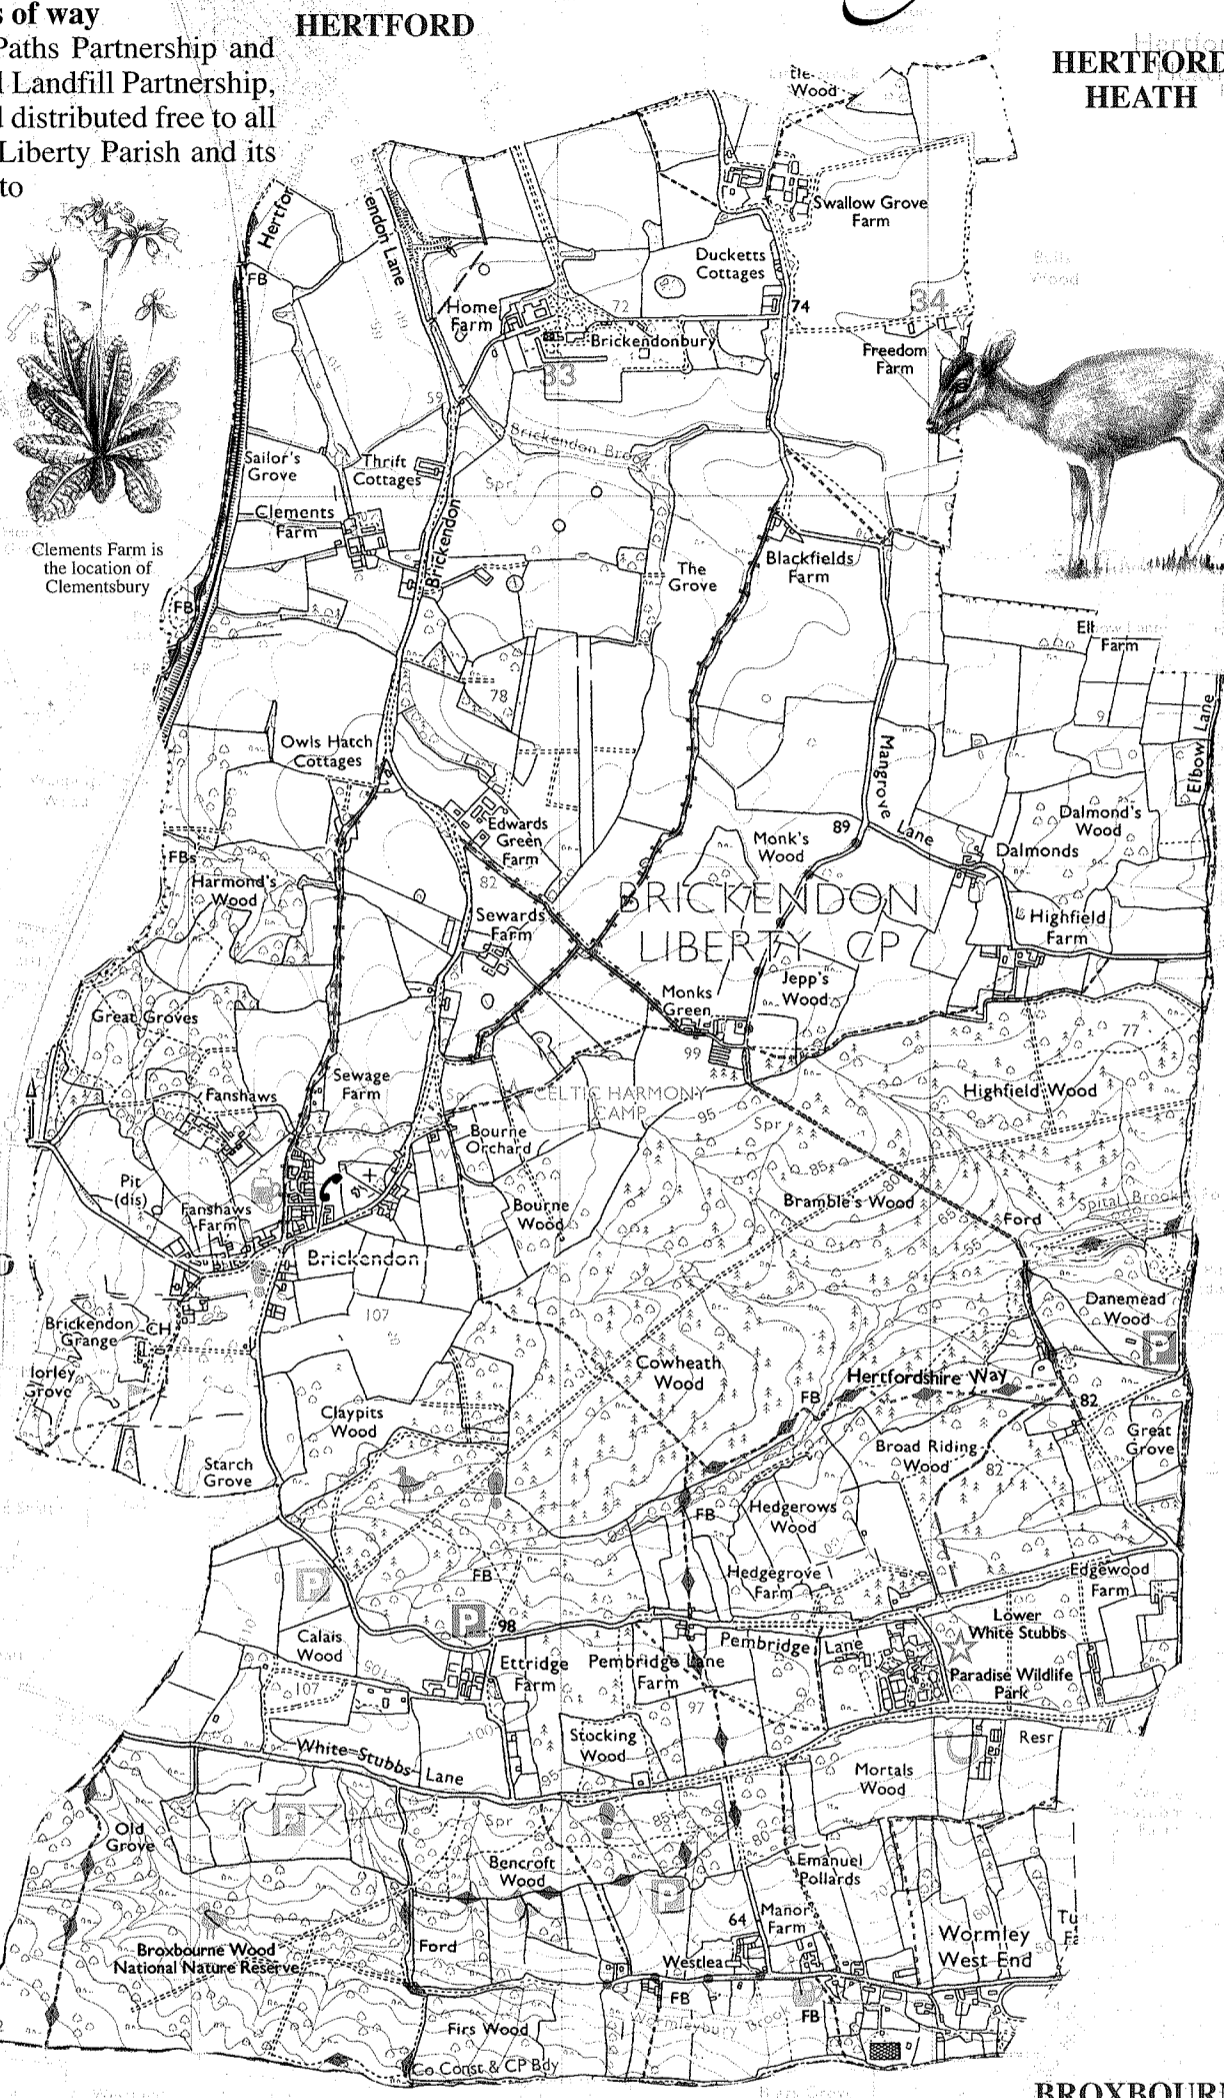 s of way
Paths Partnership and
l Landfill Partnership,
l distributed free to all
Liberty Parish and its
to
HERTFORD
HERTFORD
HEATH
Wood
Swallow Grove
Farm
Ducketts
Cottages
74
34
Freedom
Farm
Hertfor
FB
endon Lane
Home
Farm
72
Brickendonbury
33
59
Brickendon Brook
Sailor's
Grove
Thrift
Cottages
Spr
Clements
Farm
Brickendon
Clements Farm is
the location of
Clementsbury
FB
The
Grove
Blackfields
Farm
Farm
78
9
Elbow Lane
Owls Hatch
Cottages
Mangrove
Lane
Edwards
Green
Farm
82
Monk's
Wood
89
Dalmond's
Wood
Dalmonds
FBs
Harmond's
Wood
BRICKENDON
LIBERTY CP
Sewards
Farm
Highfield
Farm
Jepp's
Wood
Monks
Green
99
77
Great Groves
Sewage
Farm
Fanshaws
CELTIC HARMONY
CAMP
95
Spr
Highfield Wood
Bourne
Orchard
85
Pit
(dis)
Fanshaws
Farm
Bourne
Wood
Bramble's Wood
65
Ford
Spital Brook
Brickendon
65
Danemead
Wood
P
107
Brickendon
Grange
CH
Cowheath
Wood
Hertfordshire Way
FB
82
Claypits
Wood
Great
Grove
Broad Riding
Wood
82
Starch
Grove
FB
Hedgerows
Wood
FB
Hedgegrove
Farm
Edgewood
Farm
P
P
98
Lower
White Stubbs
Calais
Wood
105
107
Ettridge
Farm
Pembridge Lane
Farm
Pembridge Lane
Paradise Wildlife
Park
97
100
Stocking
Wood
Resr
White Stubbs Lane
95
Mortals
Wood
Old
Grove
P
Spr
85
80
Bencroft
Wood
P
Emanuel
Pollards
Manor
Farm
64
60
50
Wormley
West End
Broxbourne Wood
National Nature Reserve
Ford
Westlea
FB
Wormleybury Brook
FB
Firs Wood
Co Const & CP Bdy